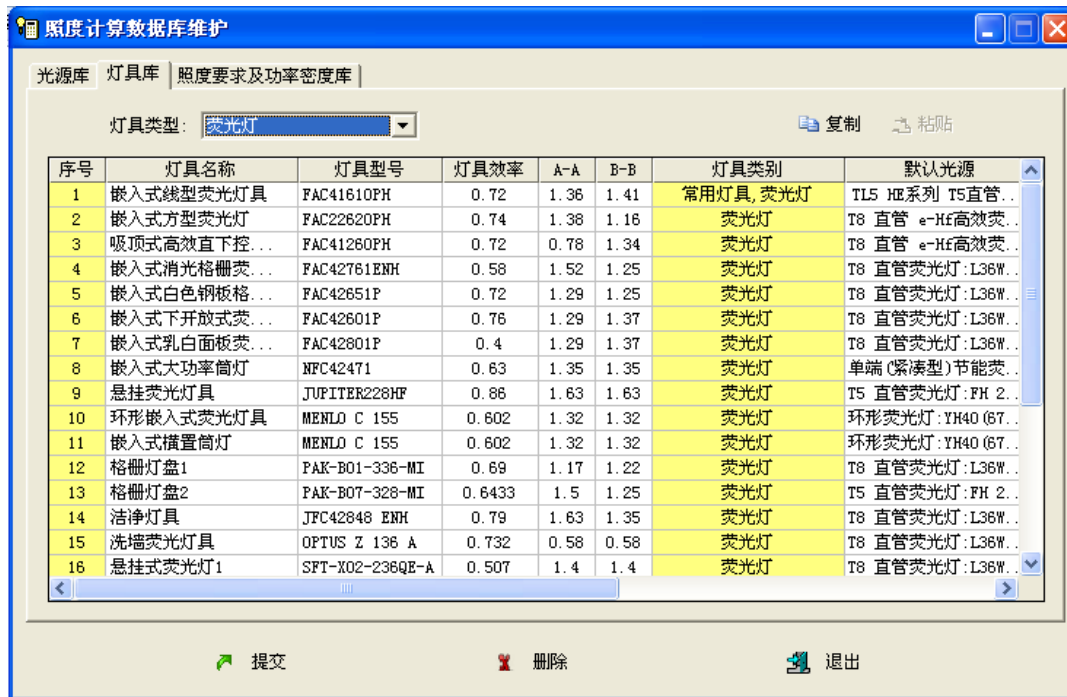 照度计算数据库维护
光源库 灯具库 照度要求及功率密度库
灯具类型: 荧光灯 复制 粘贴
序号 灯具名称 灯具型号 灯具效率 A-A B-B 灯具类别 默认光源
1 嵌入式线型荧光灯具 FAC41610PH 0.72 1.36 1.41 常用灯具,荧光灯 TL5 HE系列 T5直管..
2 嵌入式方型荧光灯 FAC22620PH 0.74 1.38 1.16 荧光灯 T8 直管 e-Hf高效荧..
3 吸顶式高效直下控... FAC41260PH 0.72 0.78 1.34 荧光灯 T8 直管 e-Hf高效荧..
4 嵌入式消光格栅荧... FAC42761ENH 0.58 1.52 1.25 荧光灯 T8 直管荧光灯:L36W..
5 嵌入式白色钢板格... FAC42651P 0.72 1.29 1.25 荧光灯 T8 直管荧光灯:L36W..
6 嵌入式下开放式荧... FAC42601P 0.76 1.29 1.37 荧光灯 T8 直管荧光灯:L36W..
7 嵌入式乳白面板荧... FAC42801P 0.4 1.29 1.37 荧光灯 T8 直管荧光灯:L36W..
8 嵌入式大功率筒灯 NFC42471 0.63 1.35 1.35 荧光灯 单端(紧凑型)节能荧..
9 悬挂荧光灯具 JUPITER228HF 0.86 1.63 1.63 荧光灯 T5 直管荧光灯:FH 2..
10 环形嵌入式荧光灯具 MENLO C 155 0.602 1.32 1.32 荧光灯 环形荧光灯:YH40(67..
11 嵌入式横置筒灯 MENLO C 155 0.602 1.32 1.32 荧光灯 环形荧光灯:YH40(67..
12 格栅灯盘1 PAK-B01-336-MI 0.69 1.17 1.22 荧光灯 T8 直管荧光灯:L36W..
13 格栅灯盘2 PAK-B07-328-MI 0.6433 1.5 1.25 荧光灯 T5 直管荧光灯:FH 2..
14 洁净灯具 JFC42848 ENH 0.79 1.63 1.35 荧光灯 T8 直管荧光灯:L36W..
15 洗墙荧光灯具 OPTUS Z 136 A 0.732 0.58 0.58 荧光灯 T8 直管荧光灯:L36W..
16 悬挂式荧光灯1 SFT-X02-236QE-A 0.507 1.4 1.4 荧光灯 T8 直管荧光灯:L36W..
提交 删除 退出